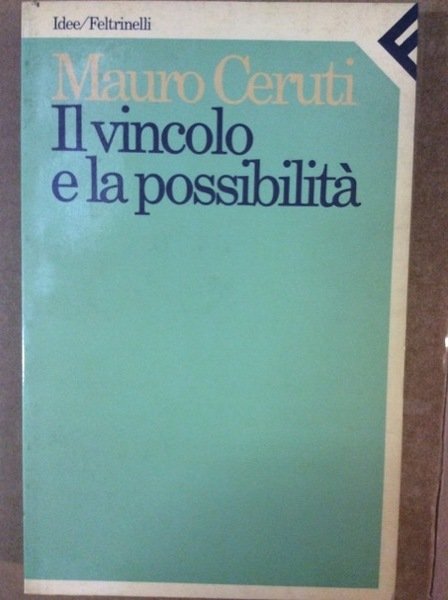 Idee/Feltrinelli
Mauro Ceruti
Il vincolo
e la possibilità